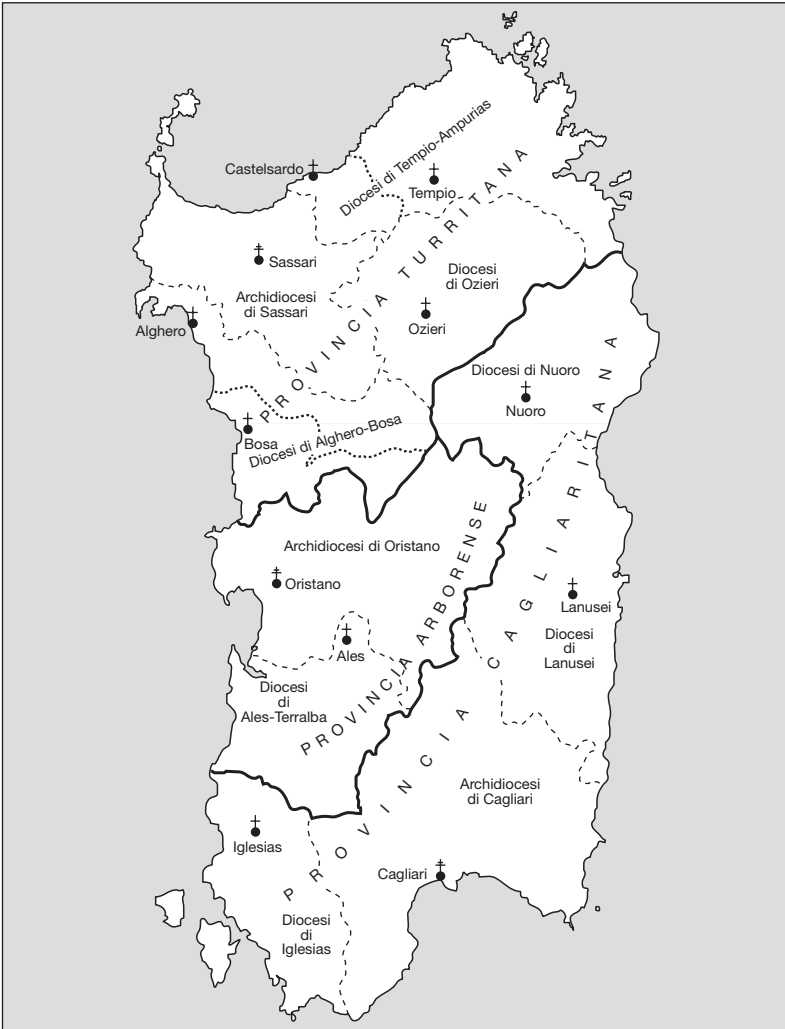 Castelsardo
Diocesi di Tempio-Ampurias
Tempio
PROVINCIA TURRITANA
Sassari
Archidiocesi
di Sassari
Diocesi
di Ozieri
Ozieri
Alghero
Diocesi di Nuoro
Nuoro
Bosa
Diocesi di Alghero-Bosa
PROVINCIA CAGLIARITANA
Archidiocesi di Oristano
Oristano
PROVINCIA ARBORENSE
Ales
Lanusei
Diocesi
di
Lanusei
Diocesi
di
Ales-Terralba
Archidiocesi
di Cagliari
Iglesias
Cagliari
Diocesi
di
Iglesias